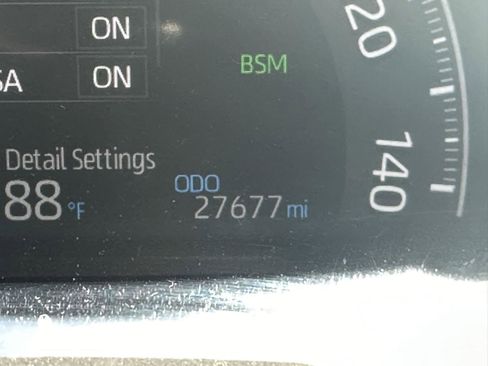 ON
BSM
SA ON
Detail Settings
88 °F
ODO
27677 mi
20
140